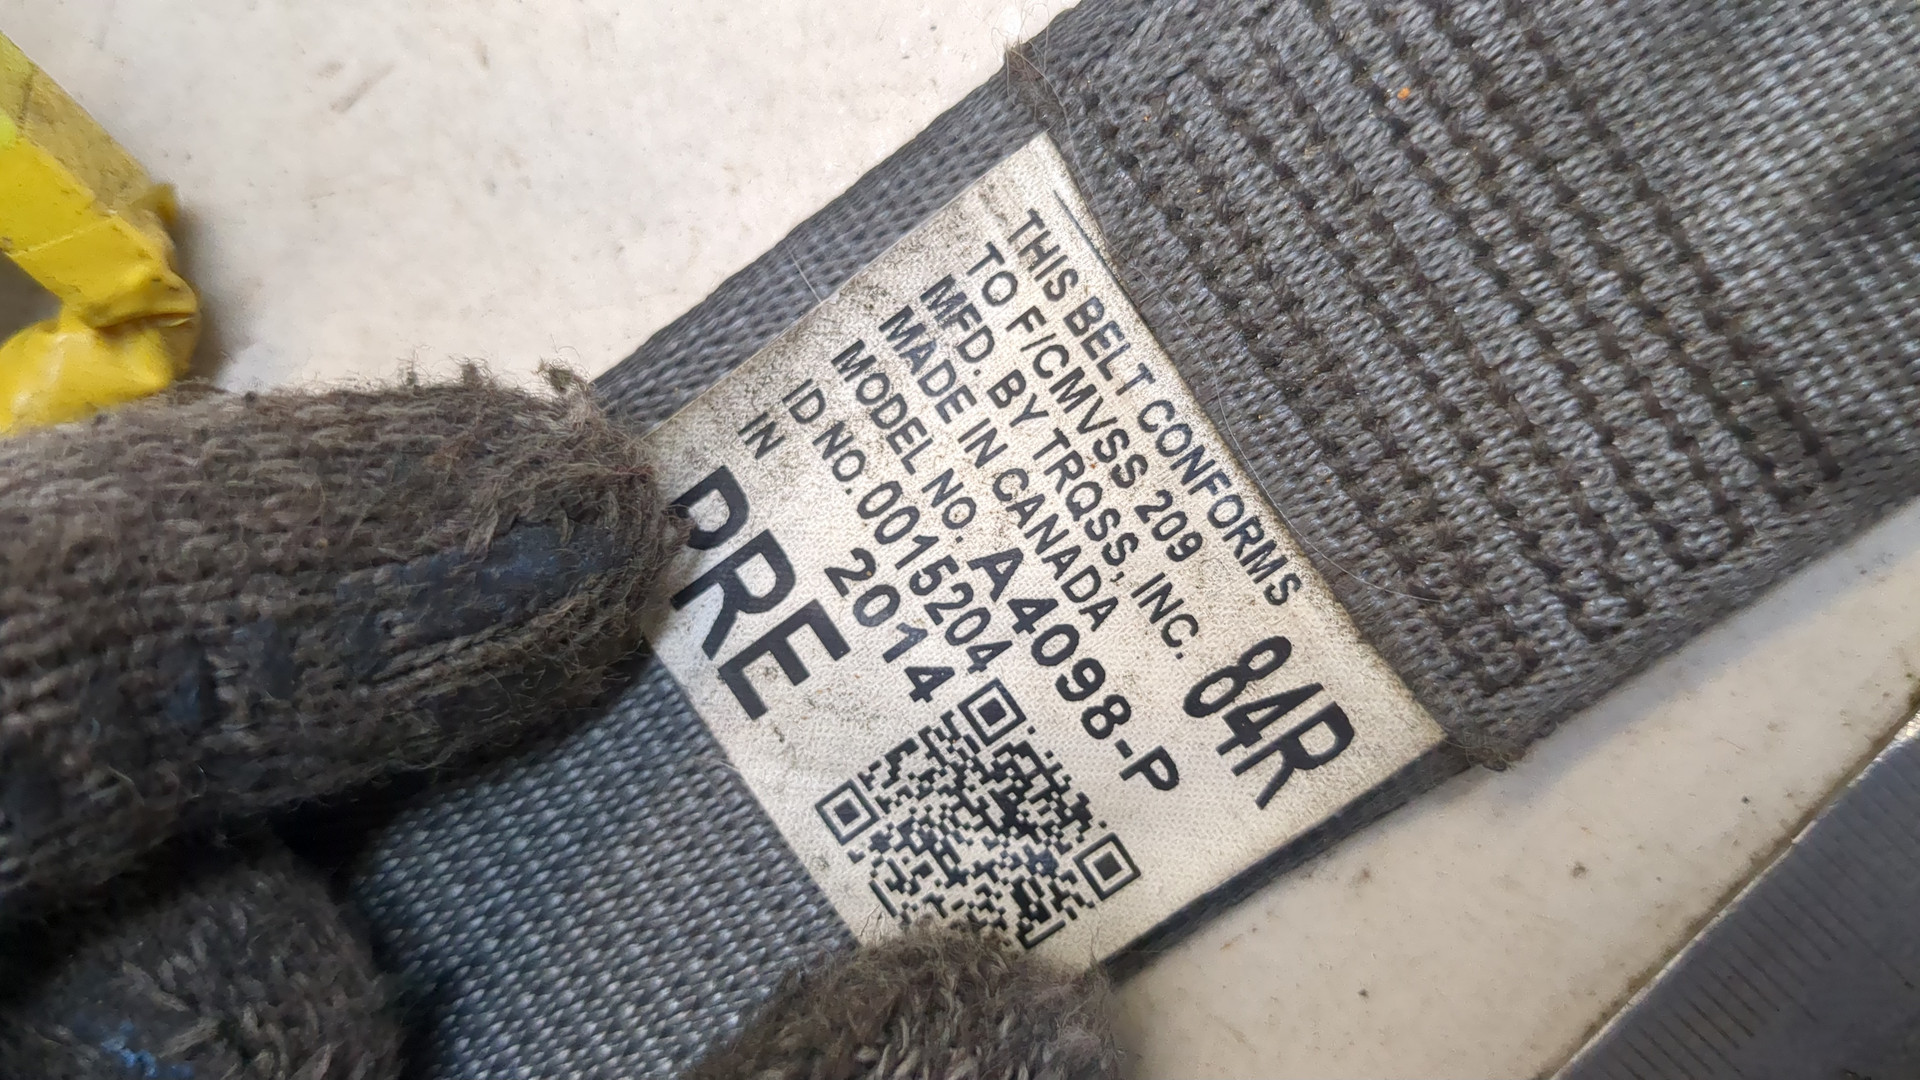 THIS BELT CONFORMS
TO F/CMVSS 209
MFD. BY TRQSS, INC.
MADE IN CANADA
84R
MODEL NO. A4098-P
ID NO. 0015204
IN 2014
PRE